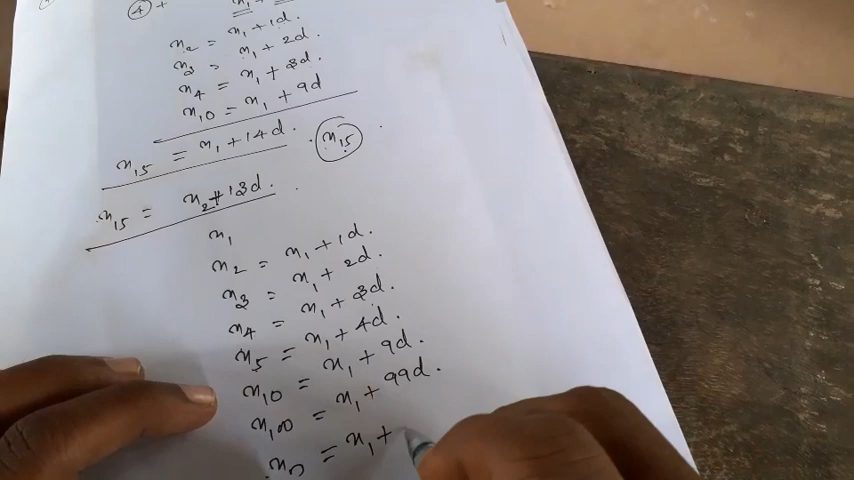 ④ +
x₂ = x₁ + 1d.
x₃ = x₁ + 2d.
x₄ = x₁ + 3d.
x₁₀ = x₁ + 9d
x₁₅ = x₁ + 14d. x₁₅
x₁₅ = x₂ + 13d.
x₁
x₂ = x₁ + 1d.
x₃ = x₁ + 2d.
x₄ = x₁ + 3d.
x₅ = x₁ + 4d.
x₁₀ = x₁ + 9d.
x₁₀₀ = x₁ + 99d.
xₙ = x₁ +